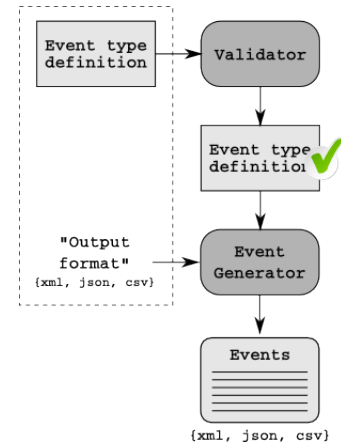 Event type
definition
Validator
Event type
definition
"Output
format"
{xml, json, csv}
Event
Generator
Events
{xml, json, csv}